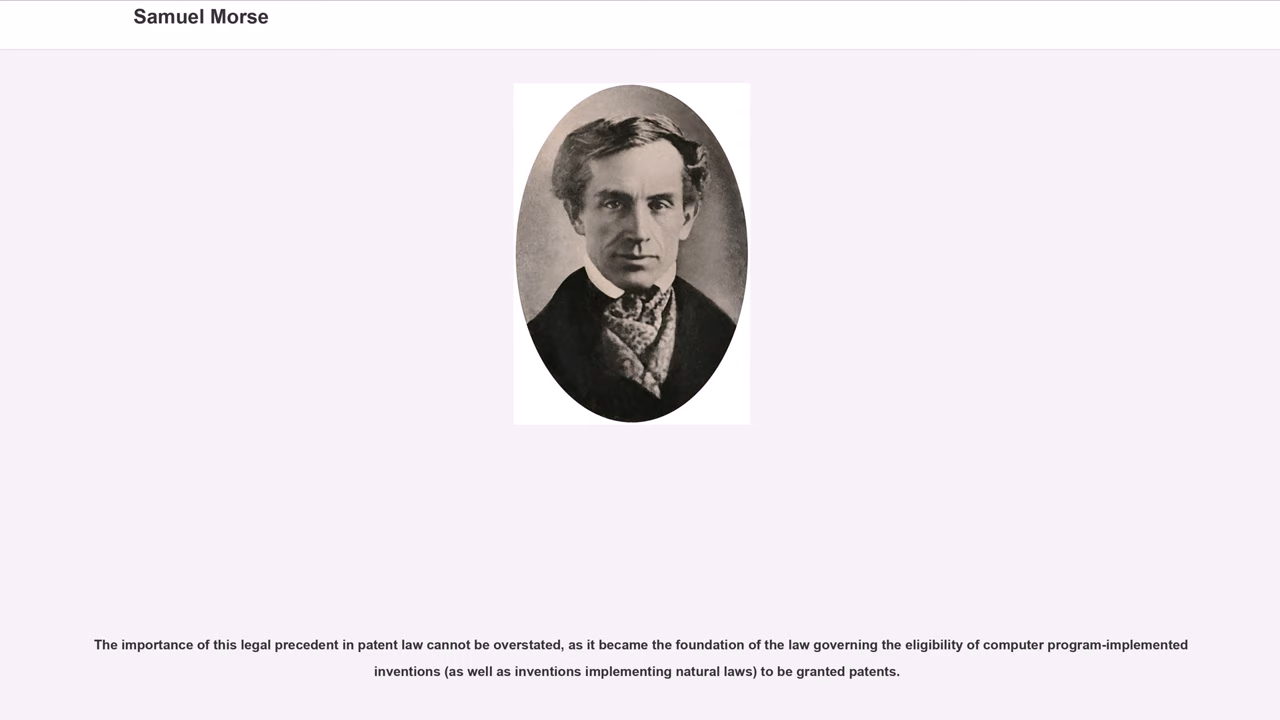 Samuel Morse
The importance of this legal precedent in patent law cannot be overstated, as it became the foundation of the law governing the eligibility of computer program-implemented
inventions (as well as inventions implementing natural laws) to be granted patents.